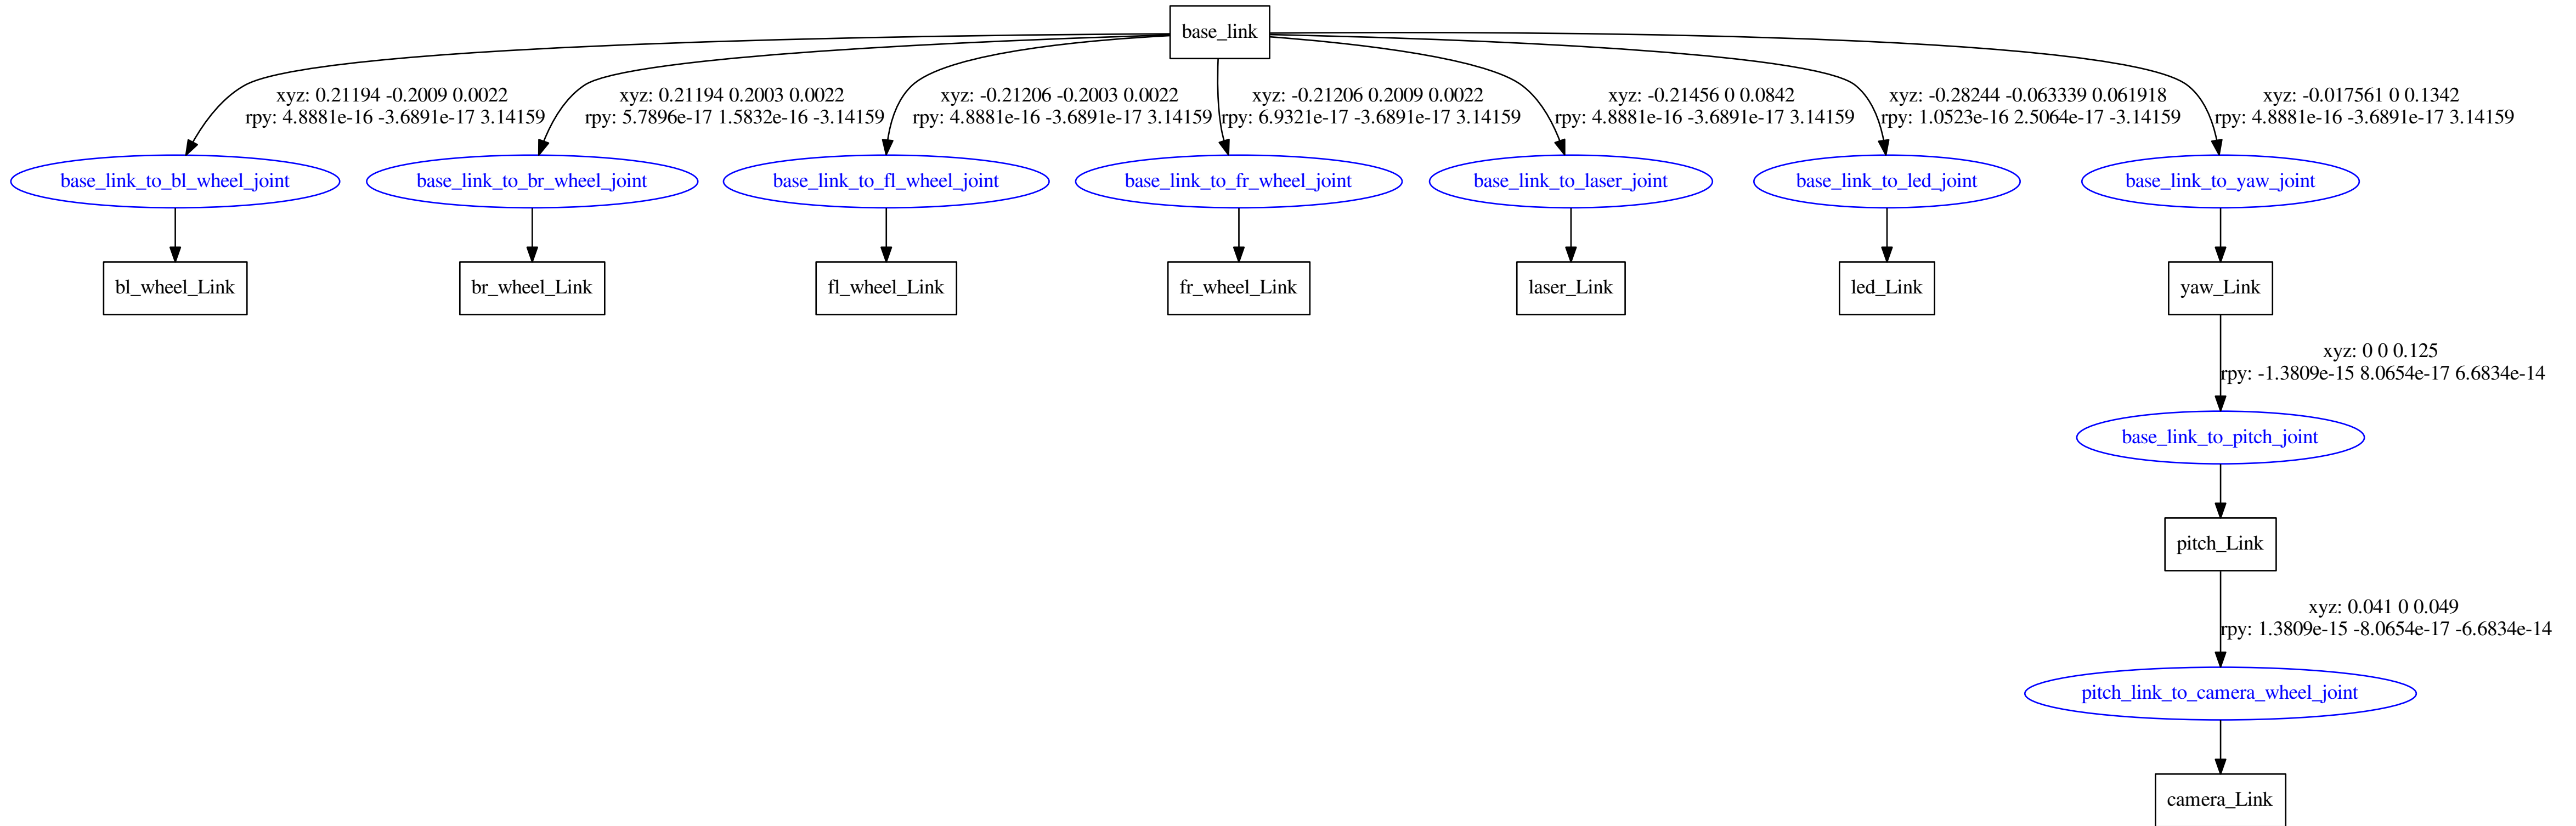 base_link
xyz: 0.21194 -0.2009 0.0022
rpy: 4.8881e-16 -3.6891e-17 3.14159
xyz: 0.21194 0.2003 0.0022
rpy: 5.7896e-17 1.5832e-16 -3.14159
xyz: -0.21206 -0.2003 0.0022
rpy: 4.8881e-16 -3.6891e-17 3.14159
xyz: -0.21206 0.2009 0.0022
rpy: 6.9321e-17 -3.6891e-17 3.14159
xyz: -0.21456 0 0.0842
rpy: 4.8881e-16 -3.6891e-17 3.14159
xyz: -0.28244 -0.063339 0.061918
rpy: 1.0523e-16 2.5064e-17 -3.14159
xyz: -0.017561 0 0.1342
rpy: 4.8881e-16 -3.6891e-17 3.14159
base_link_to_bl_wheel_joint
base_link_to_br_wheel_joint
base_link_to_fl_wheel_joint
base_link_to_fr_wheel_joint
base_link_to_laser_joint
base_link_to_led_joint
base_link_to_yaw_joint
bl_wheel_Link
br_wheel_Link
fl_wheel_Link
fr_wheel_Link
laser_Link
led_Link
yaw_Link
xyz: 0 0 0.125
rpy: -1.3809e-15 8.0654e-17 6.6834e-14
base_link_to_pitch_joint
pitch_Link
xyz: 0.041 0 0.049
rpy: 1.3809e-15 -8.0654e-17 -6.6834e-14
pitch_link_to_camera_wheel_joint
camera_Link